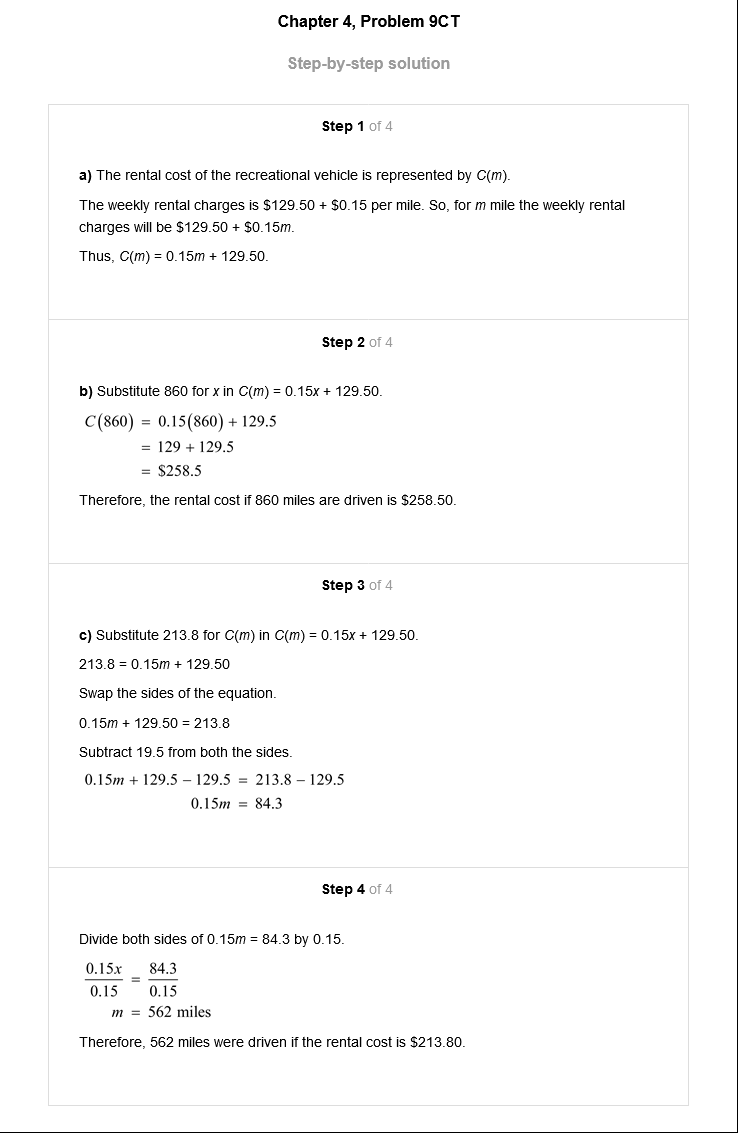 Chapter 4, Problem 9CT
Step-by-step solution
Step 1 of 4
a) The rental cost of the recreational vehicle is represented by C(m).
The weekly rental charges is $129.50 + $0.15 per mile. So, for m mile the weekly rental
charges will be $129.50 + $0.15m.
Thus, C(m) = 0.15m + 129.50.
Step 2 of 4
b) Substitute 860 for x in C(m) = 0.15x + 129.50.
C(860) = 0.15(860) + 129.5
= 129 + 129.5
= $258.5
Therefore, the rental cost if 860 miles are driven is $258.50.
Step 3 of 4
c) Substitute 213.8 for C(m) in C(m) = 0.15x + 129.50.
213.8 = 0.15m + 129.50
Swap the sides of the equation.
0.15m + 129.50 = 213.8
Subtract 19.5 from both the sides.
0.15m + 129.5 − 129.5 = 213.8 − 129.5
0.15m = 84.3
Step 4 of 4
Divide both sides of 0.15m = 84.3 by 0.15.
0.15x / 0.15 = 84.3 / 0.15
m = 562 miles
Therefore, 562 miles were driven if the rental cost is $213.80.